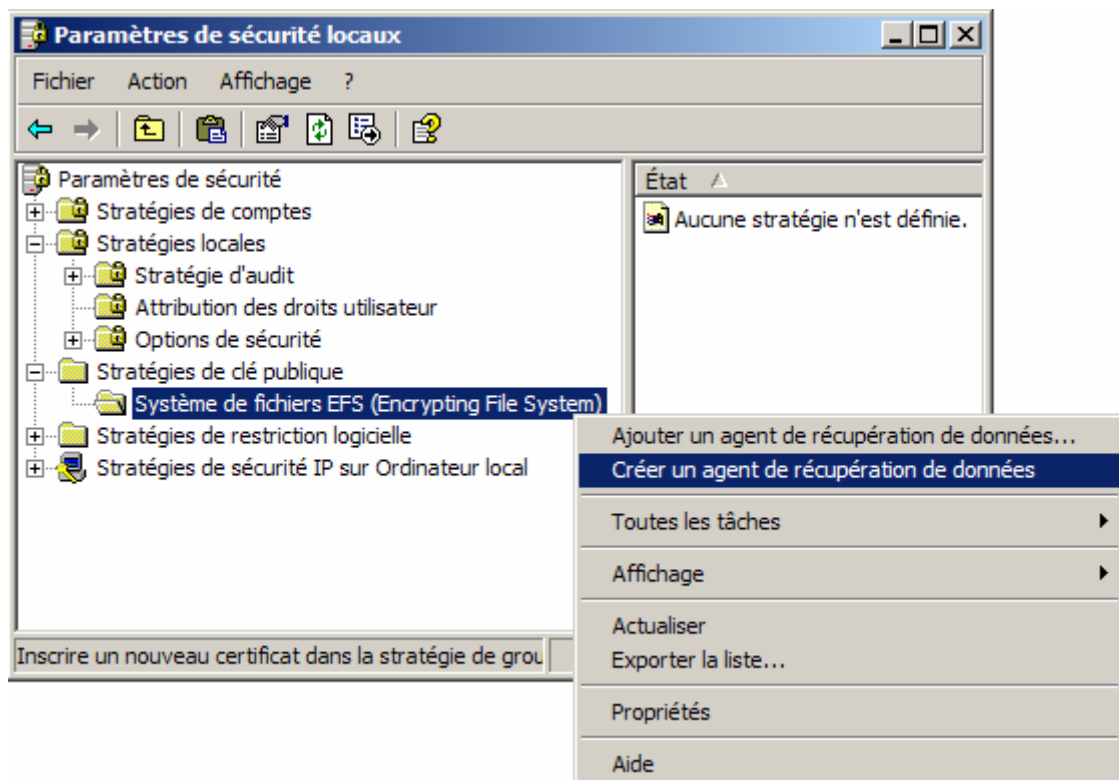 Paramètres de sécurité locaux
Fichier Action Affichage ?
Paramètres de sécurité
Stratégies de comptes
Stratégies locales
Stratégie d'audit
Attribution des droits utilisateur
Options de sécurité
Stratégies de clé publique
Système de fichiers EFS (Encrypting File System)
Stratégies de restriction logicielle
Stratégies de sécurité IP sur Ordinateur local
État
Aucune stratégie n'est définie.
Ajouter un agent de récupération de données...
Créer un agent de récupération de données
Toutes les tâches
Affichage
Actualiser
Exporter la liste...
Propriétés
Aide
Inscrire un nouveau certificat dans la stratégie de grou